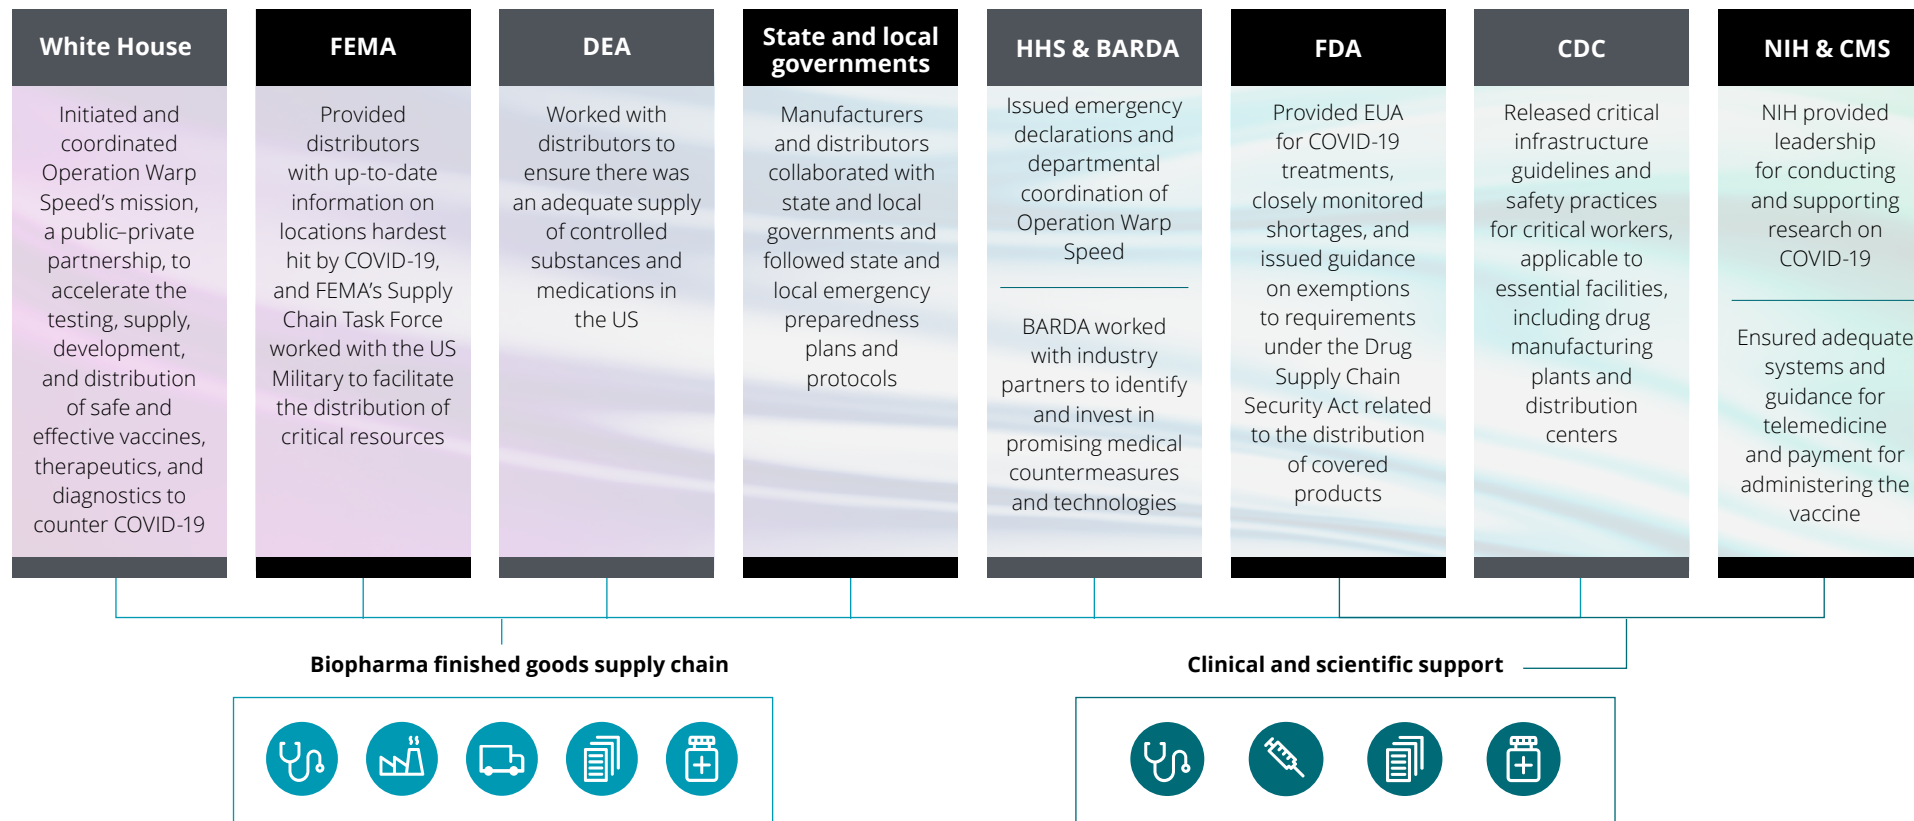 White House
Initiated and
coordinated
Operation Warp
Speed’s mission,
a public–private
partnership, to
accelerate the
testing, supply,
development,
and distribution
of safe and
effective vaccines,
therapeutics, and
diagnostics to
counter COVID-19
FEMA
Provided
distributors
with up-to-date
information on
locations hardest
hit by COVID-19,
and FEMA’s Supply
Chain Task Force
worked with the US
Military to facilitate
the distribution of
critical resources
DEA
Worked with
distributors to
ensure there was
an adequate supply
of controlled
substances and
medications in
the US
State and local
governments
Manufacturers
and distributors
collaborated with
state and local
governments and
followed state and
local emergency
preparedness
plans and
protocols
HHS & BARDA
Issued emergency
declarations and
departmental
coordination of
Operation Warp
Speed
BARDA worked
with industry
partners to identify
and invest in
promising medical
countermeasures
and technologies
FDA
Provided EUA
for COVID-19
treatments,
closely monitored
shortages, and
issued guidance
on exemptions
to requirements
under the Drug
Supply Chain
Security Act related
to the distribution
of covered
products
CDC
Released critical
infrastructure
guidelines and
safety practices
for critical workers,
applicable to
essential facilities,
including drug
manufacturing
plants and
distribution
centers
NIH & CMS
NIH provided
leadership
for conducting
and supporting
research on
COVID-19
Ensured adequate
systems and
guidance for
telemedicine
and payment for
administering the
vaccine
Biopharma finished goods supply chain
Clinical and scientific support